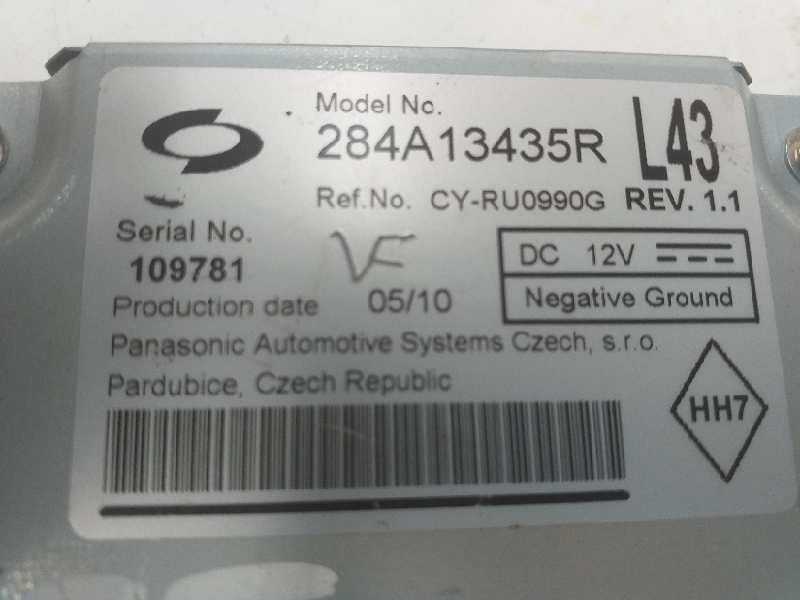 Model No.
284A13435R
L43
Ref.No. CY-RU0990G REV. 1.1
Serial No.
109781
VF
DC 12V
Negative Ground
Production date 05/10
Panasonic Automotive Systems Czech, s.r.o.
Pardubice, Czech Republic
HH7